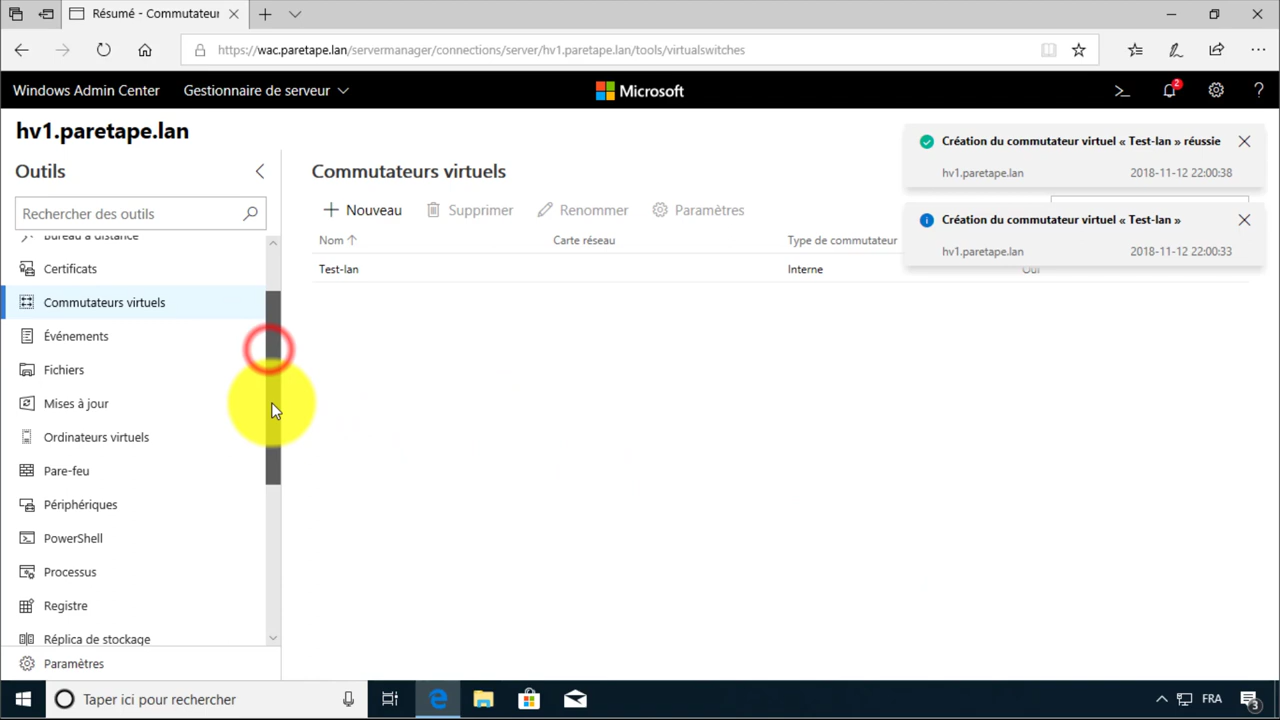 Résumé - Commutateur
https://wac.paretape.lan/servermanager/connections/server/hv1.paretape.lan/tools/virtualswitches
Windows Admin Center
Gestionnaire de serveur
Microsoft
2
hv1.paretape.lan
Outils
Rechercher des outils
Bureau à distance
Certificats
Commutateurs virtuels
Événements
Fichiers
Mises à jour
Ordinateurs virtuels
Pare-feu
Périphériques
PowerShell
Processus
Registre
Réplica de stockage
Paramètres
Commutateurs virtuels
Nouveau
Supprimer
Renommer
Paramètres
Nom
Carte réseau
Type de commutateur
Test-lan
Interne
Oui
Création du commutateur virtuel « Test-lan » réussie
hv1.paretape.lan
2018-11-12 22:00:38
Création du commutateur virtuel « Test-lan »
hv1.paretape.lan
2018-11-12 22:00:33
Taper ici pour rechercher
FRA
3